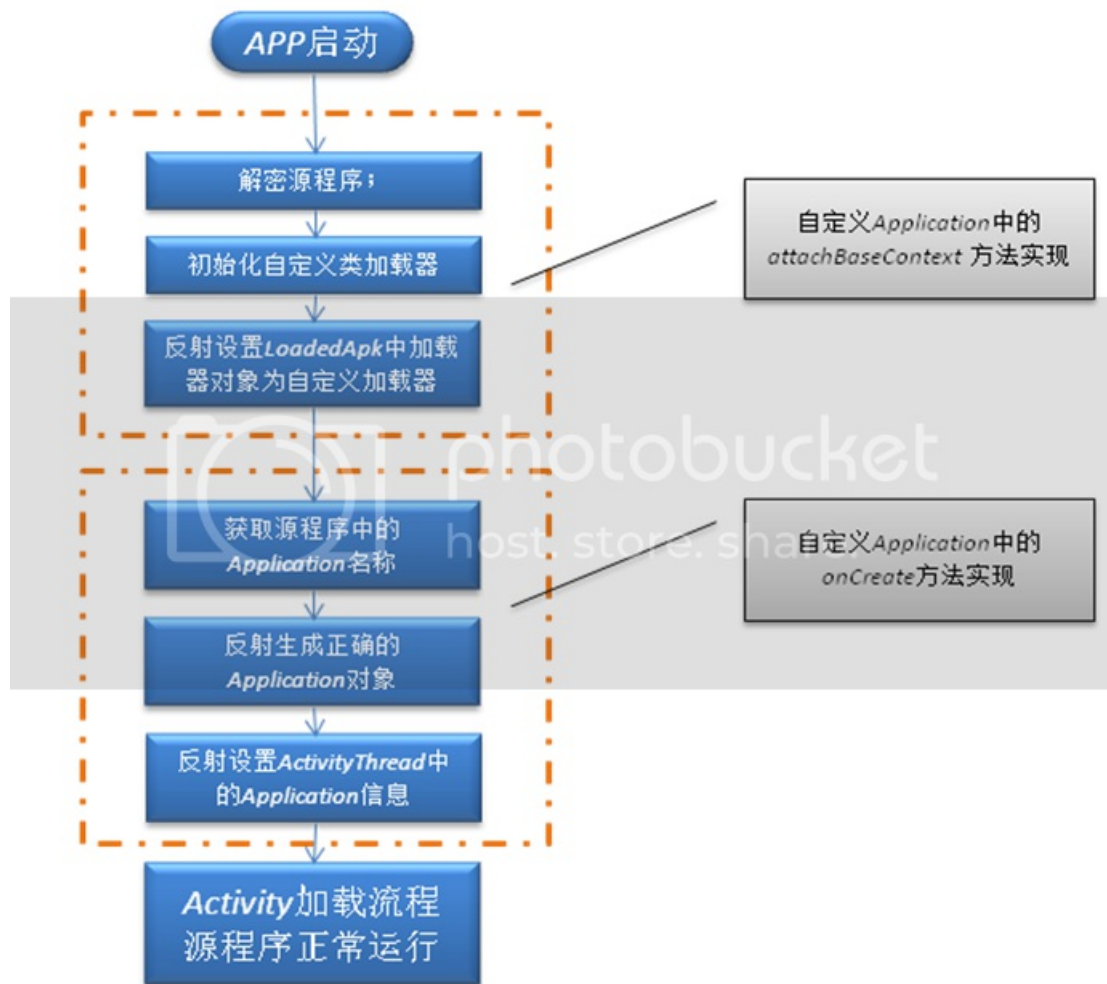 APP启动
解密源程序；
初始化自定义类加载器
反射设置LoadedApk中加载
器对象为自定义加载器
自定义Application中的
attachBaseContext 方法实现
photobucket
host. store. share.
获取源程序中的
Application名称
反射生成正确的
Application对象
反射设置ActivityThread中
的Application信息
自定义Application中的
onCreate方法实现
Activity加载流程
源程序正常运行